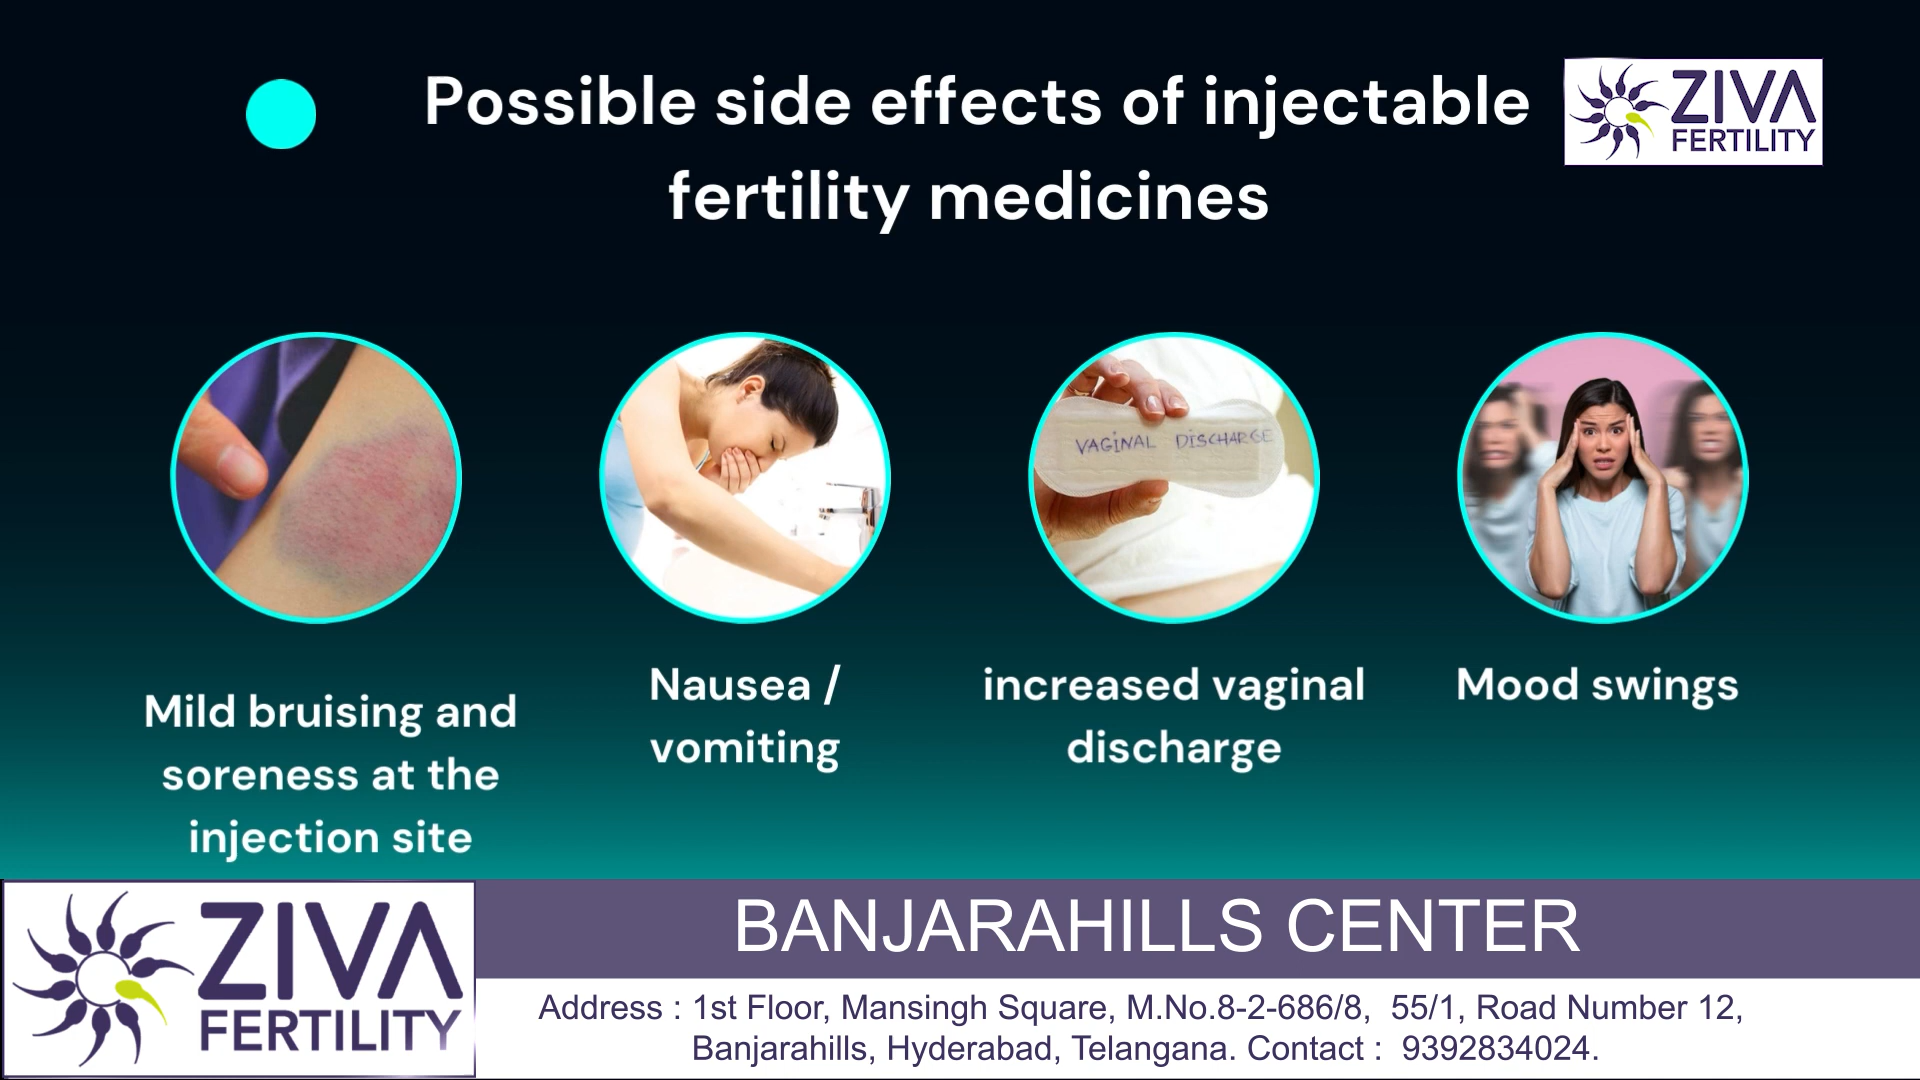 Possible side effects of injectable
fertility medicines
ZIVA
FERTILITY
VAGINAL DISCHARGE
Mild bruising and
soreness at the
injection site
Nausea /
vomiting
increased vaginal
discharge
Mood swings
ZIVA
FERTILITY
BANJARAHILLS CENTER
Address : 1st Floor, Mansingh Square, M.No.8-2-686/8, 55/1, Road Number 12,
Banjarahills, Hyderabad, Telangana. Contact : 9392834024.